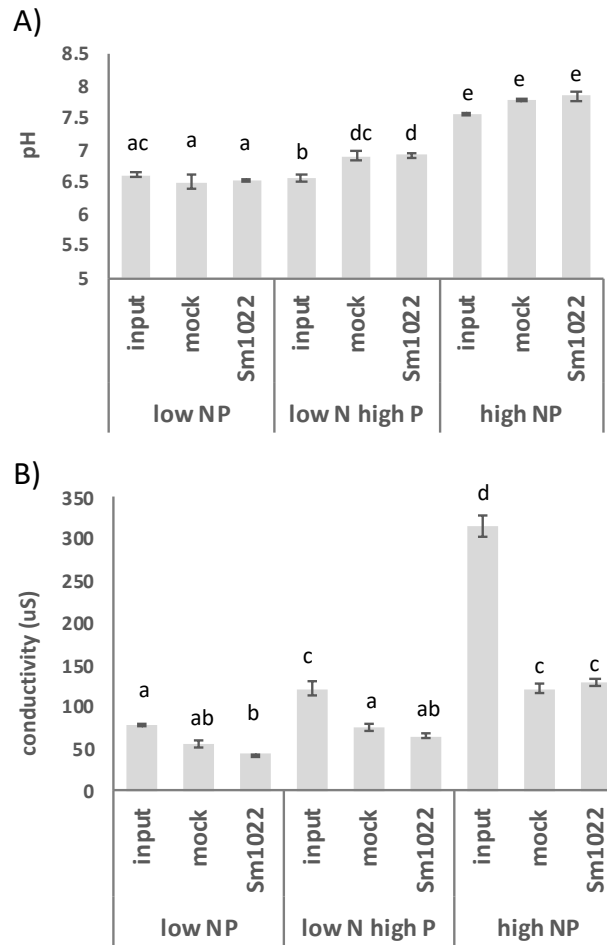 A)
pH
8.5
8
7.5
7
6.5
6
5.5
5
ac
a
a
b
dc
d
e
e
e
input
mock
Sm1022
input
mock
Sm1022
input
mock
Sm1022
low NP
low N high P
high NP
B)
conductivity (uS)
350
300
250
200
150
100
50
0
a
ab
b
c
a
ab
d
c
c
input
mock
Sm1022
input
mock
Sm1022
input
mock
Sm1022
low NP
low N high P
high NP